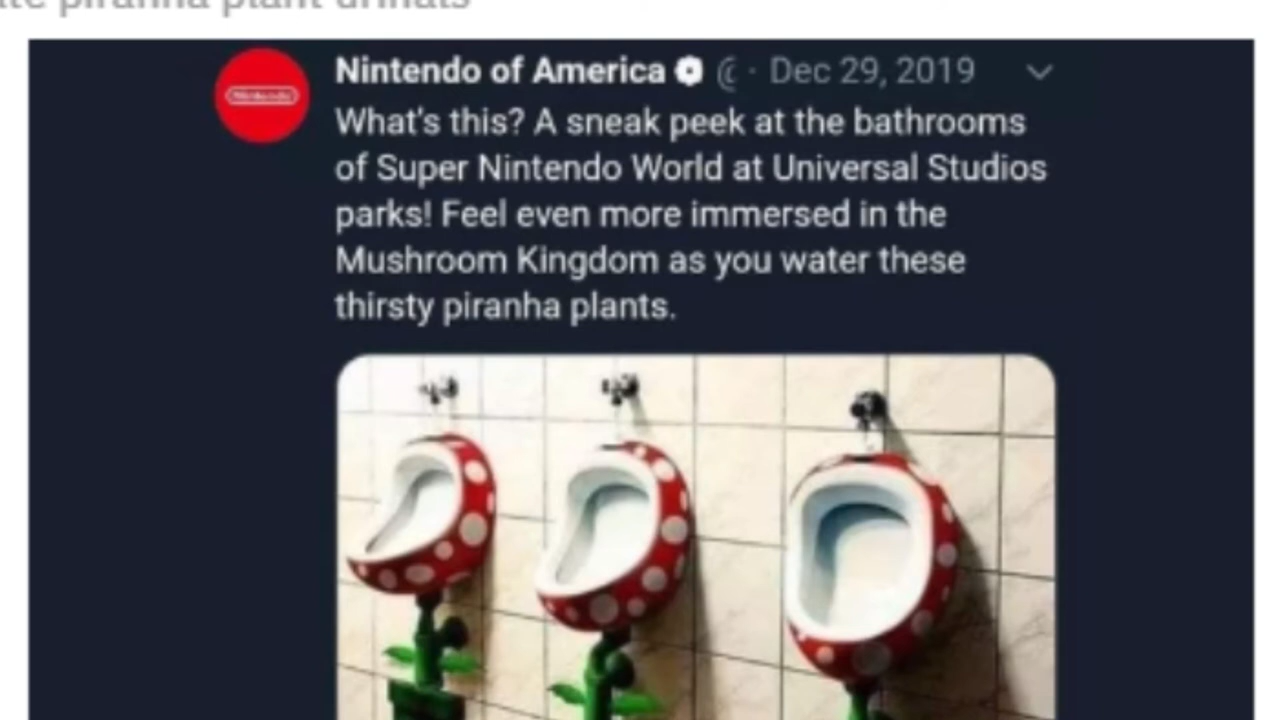 piranha plant urinals
Nintendo of America @ · Dec 29, 2019
What's this? A sneak peek at the bathrooms
of Super Nintendo World at Universal Studios
parks! Feel even more immersed in the
Mushroom Kingdom as you water these
thirsty piranha plants.